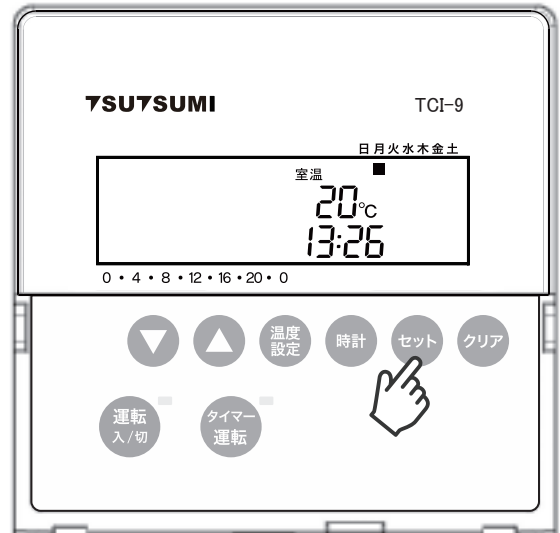 TSUTSUMI
TCI-9
日月火水木金土
室温
20℃
13:26
0・4・8・12・16・20・0
温度
設定
時計
セット
クリア
運転
入/切
タイマー
運転